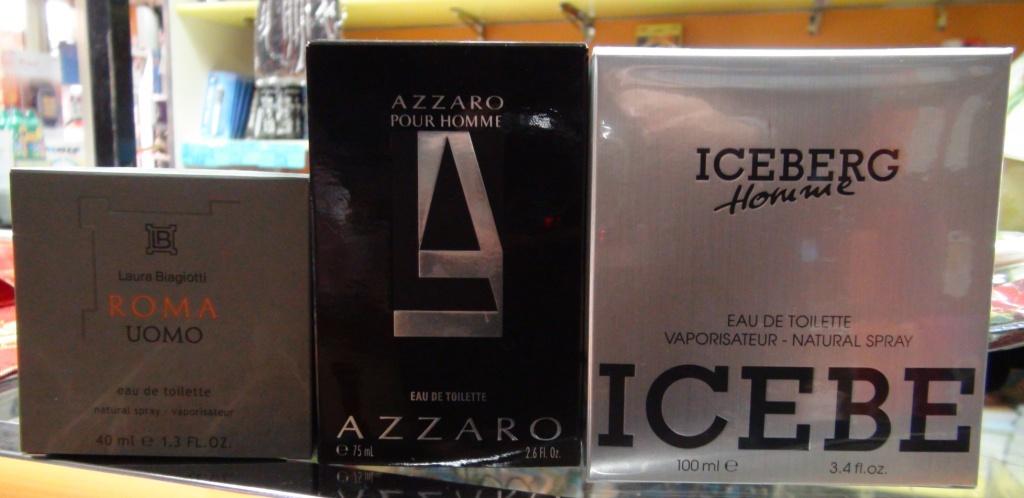 LB
Laura Biagiotti
ROMA
UOMO
eau de toilette
natural spray - vaporisateur
40 ml e 1.3 FL.OZ.
AZZARO
POUR HOMME
EAU DE TOILETTE
AZZARO
e 75 mL 2.6 Fl. Oz.
ICEBERG
Homme
EAU DE TOILETTE
VAPORISATEUR - NATURAL SPRAY
ICEBE
100 ml e 3.4 fl.oz.